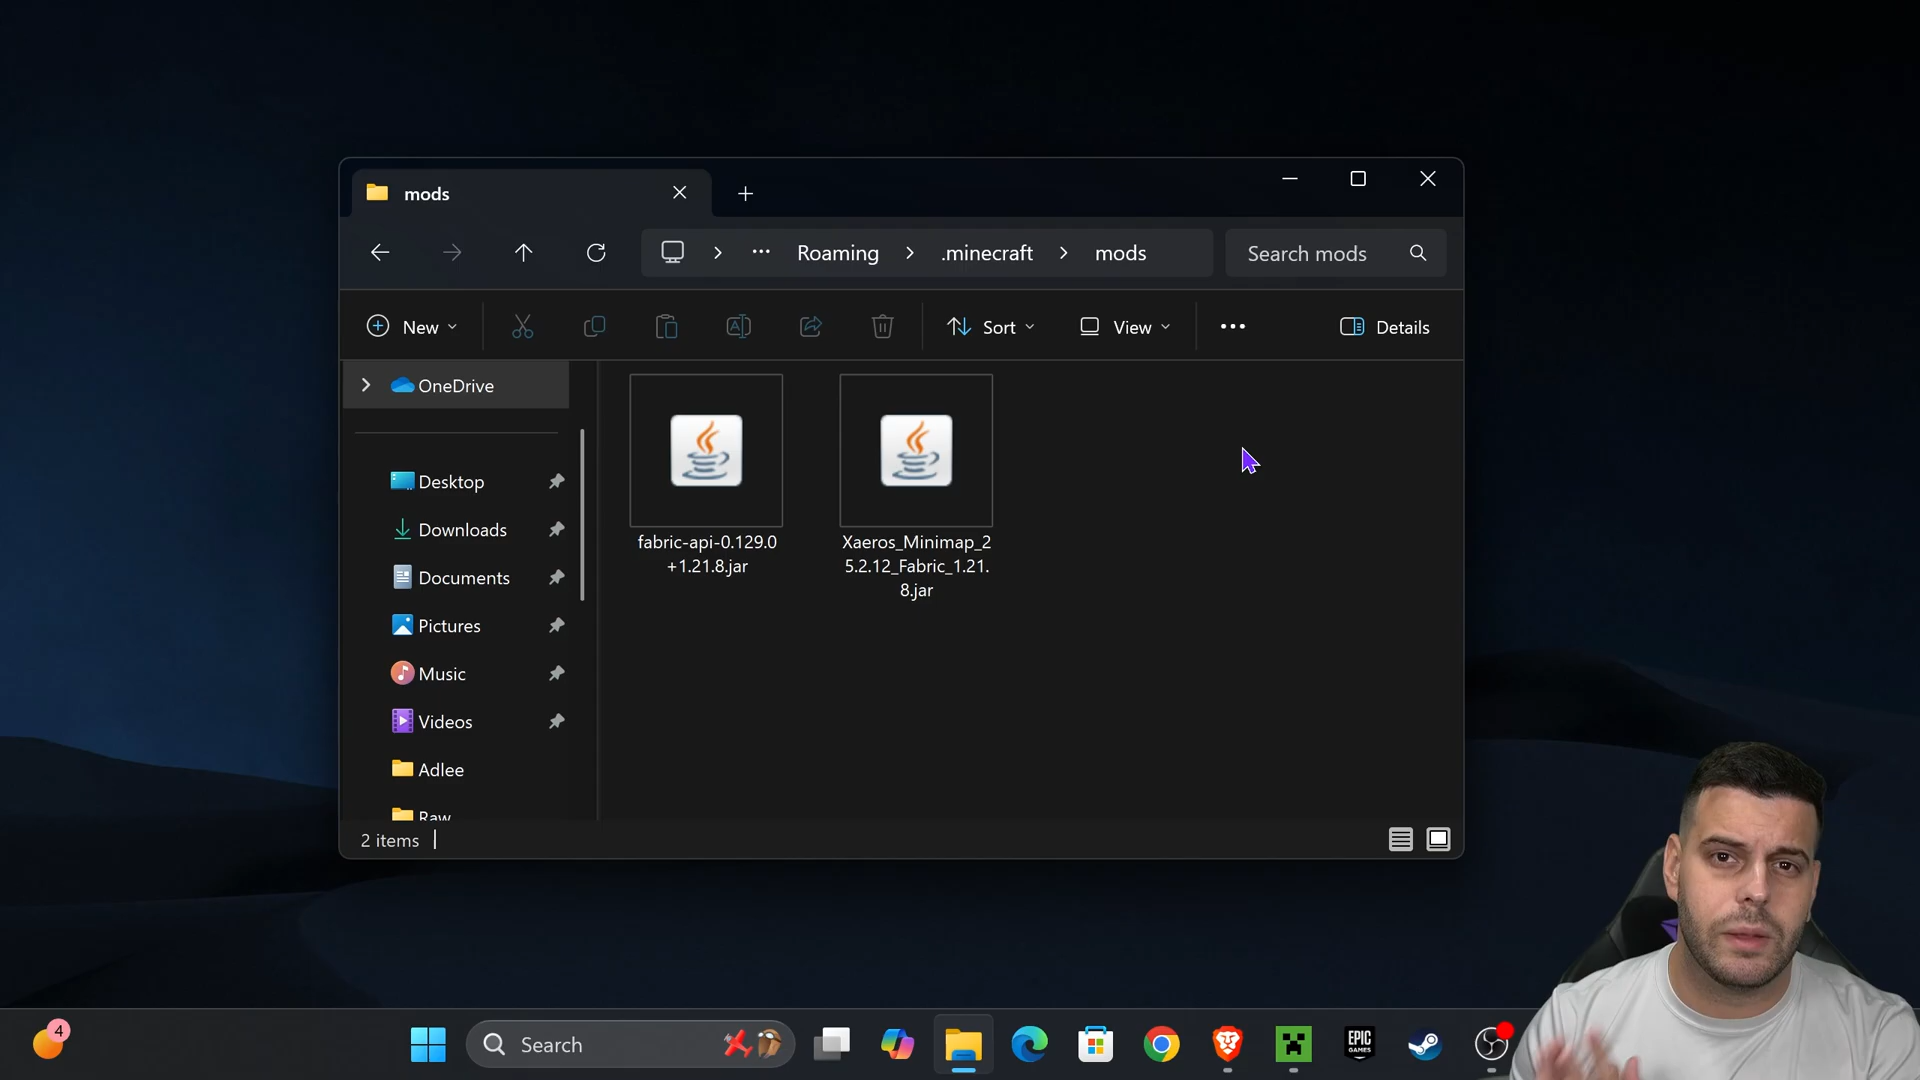 mods
Roaming
.minecraft
mods
Search mods
New
Sort
View
Details
OneDrive
Desktop
Downloads
Documents
Pictures
Music
Videos
Adlee
Raw
fabric-api-0.129.0
+1.21.8.jar
Xaeros_Minimap_2
5.2.12_Fabric_1.21.
8.jar
2 items
4
Search
EPIC
GAMES